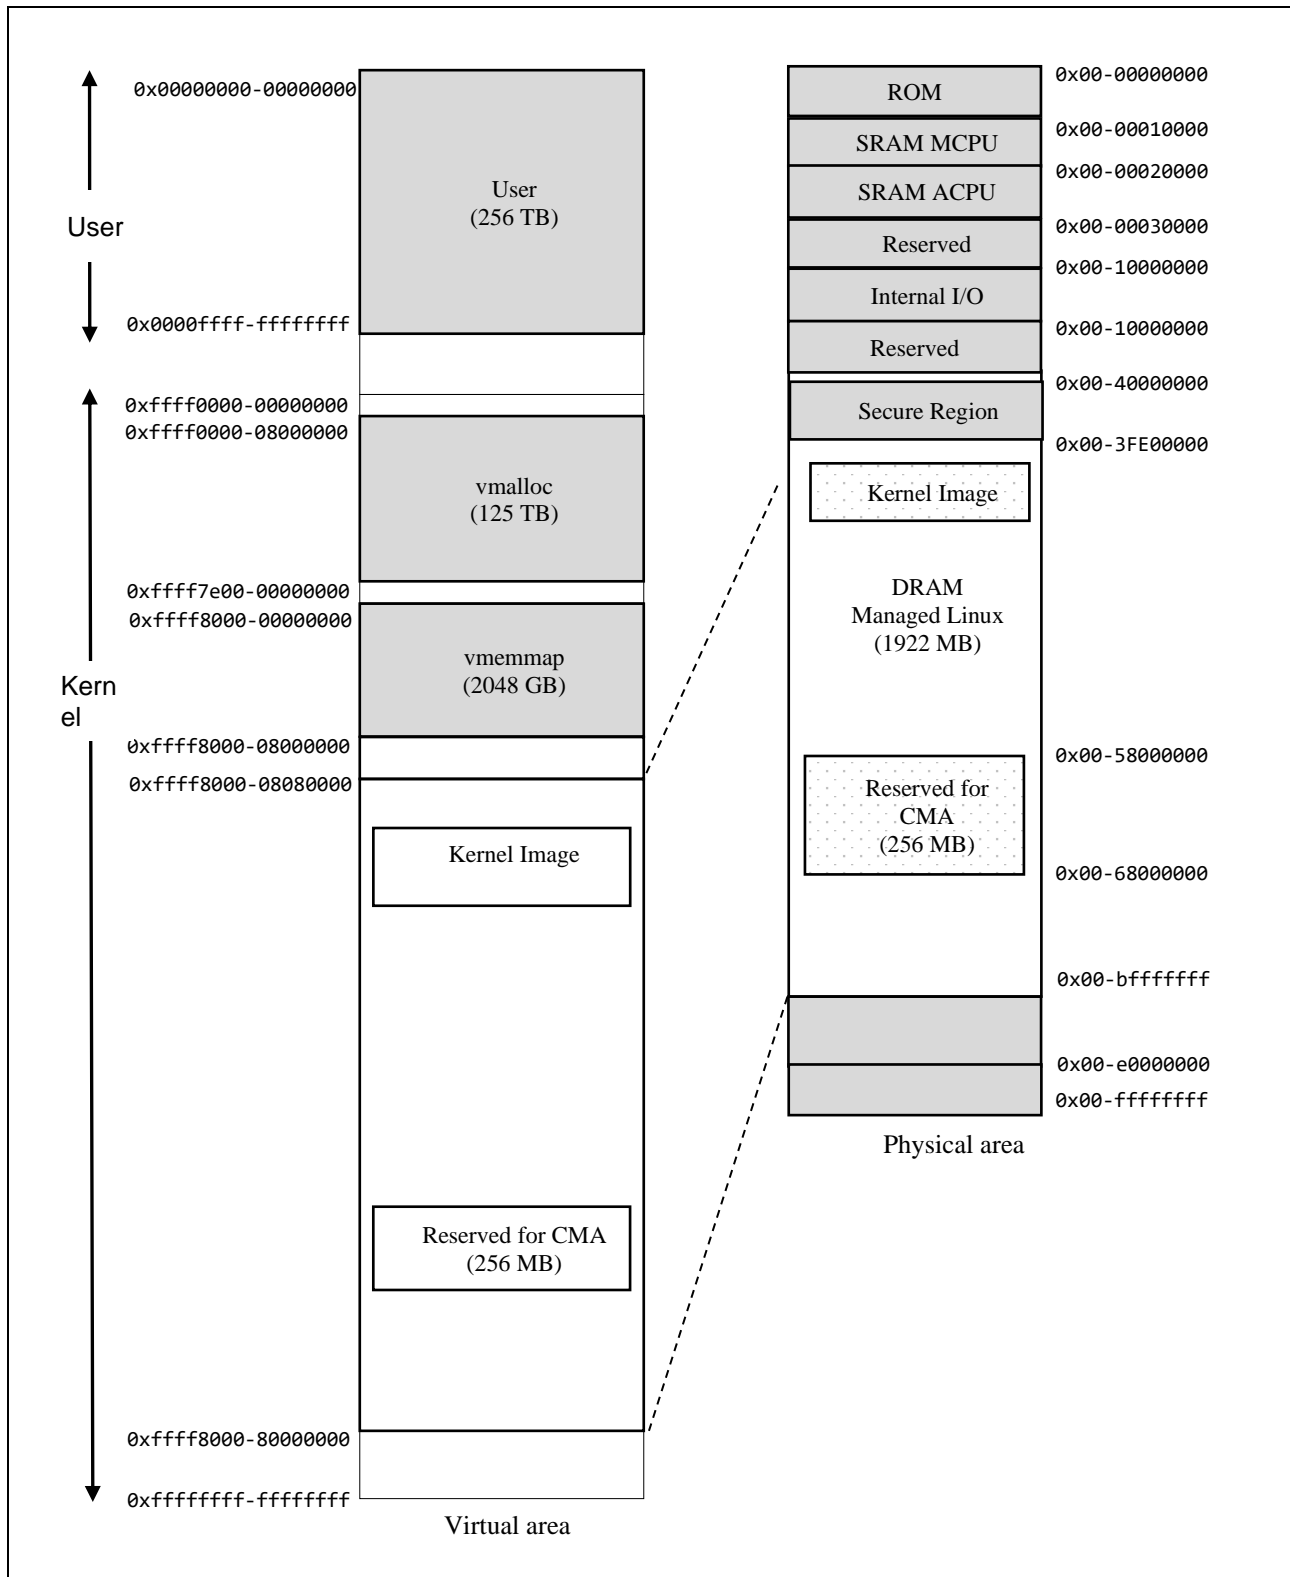 0x00000000-00000000
User
(256 TB)
User
0x0000ffff-ffffffff
0xffff0000-00000000
0xffff0000-08000000
vmalloc
(125 TB)
0xffff7e00-00000000
0xffff8000-00000000
vmemmap
(2048 GB)
Kern
el
0xffff8000-08000000
0xffff8000-08080000
Kernel Image
Reserved for CMA
(256 MB)
0xffff8000-80000000
0xffffffff-ffffffff
Virtual area
ROM
0x00-00000000
SRAM MCPU
0x00-00010000
SRAM ACPU
0x00-00020000
Reserved
0x00-00030000
Internal I/O
0x00-10000000
Reserved
0x00-10000000
Secure Region
0x00-40000000
0x00-3FE00000
Kernel Image
DRAM
Managed Linux
(1922 MB)
0x00-58000000
Reserved for
CMA
(256 MB)
0x00-68000000
0x00-bfffffff
0x00-e0000000
0x00-ffffffff
Physical area